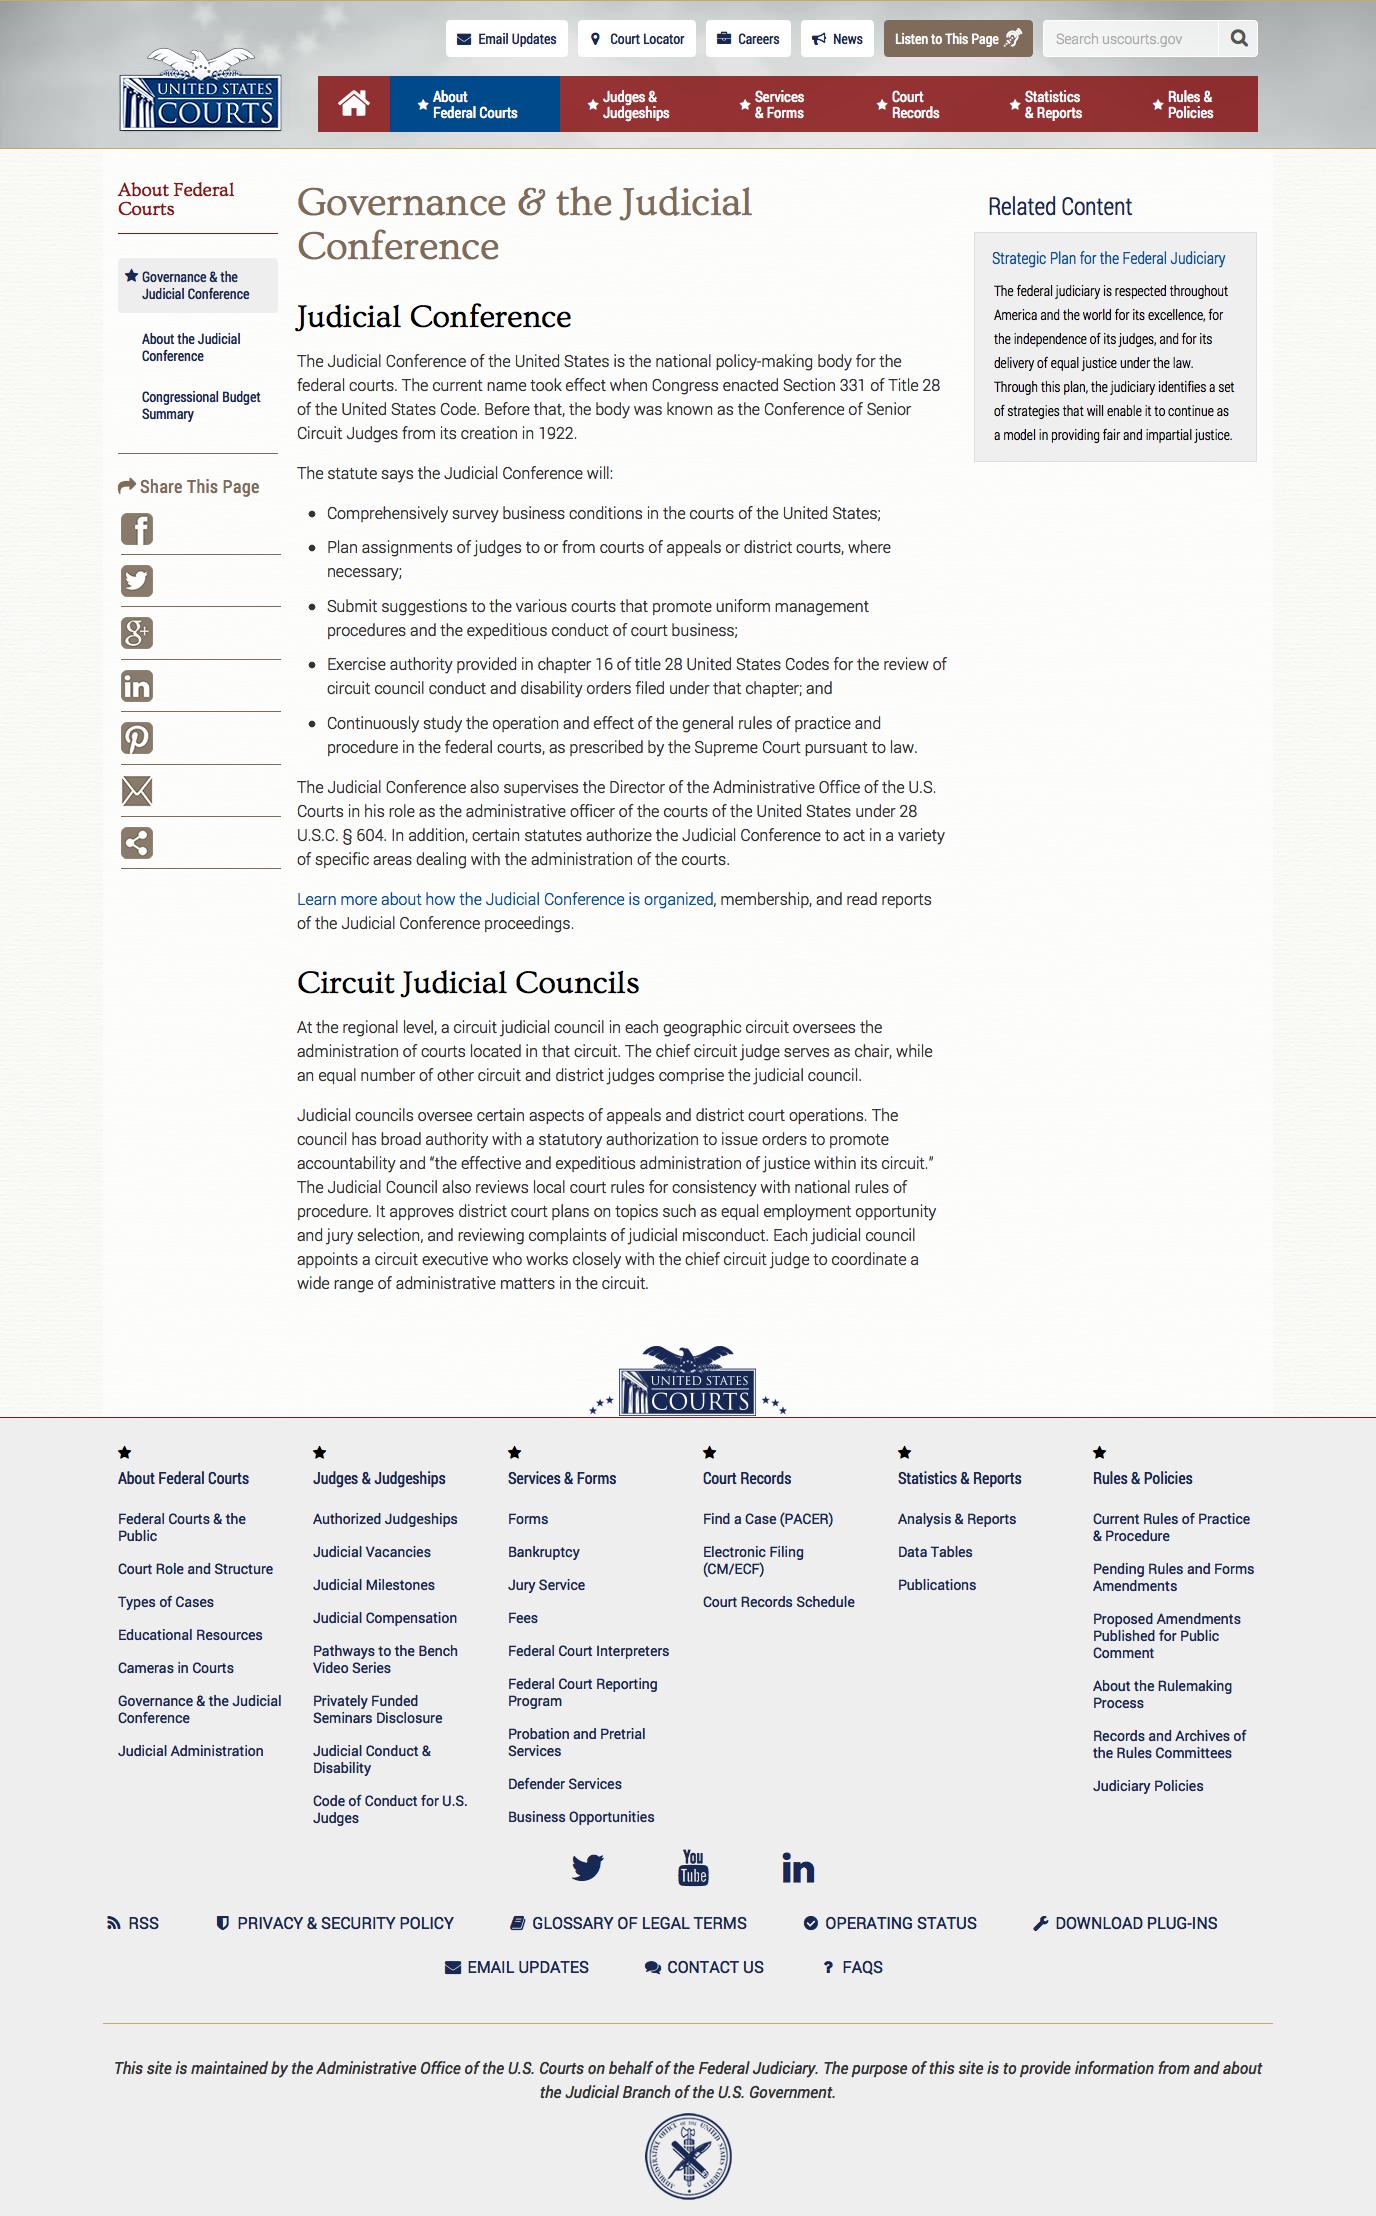 Email Updates
Court Locator
Careers
News
Listen to This Page
Search uscourts.gov
UNITED STATES
COURTS
About
Federal Courts
Judges &
Judgeships
Services
& Forms
Court
Records
Statistics
& Reports
Rules &
Policies
About Federal
Courts
Governance & the
Judicial Conference
About the Judicial
Conference
Congressional Budget
Summary
Share This Page
Governance & the Judicial
Conference
Judicial Conference
The Judicial Conference of the United States is the national policy-making body for the
federal courts. The current name took effect when Congress enacted Section 331 of Title 28
of the United States Code. Before that, the body was known as the Conference of Senior
Circuit Judges from its creation in 1922.
The statute says the Judicial Conference will:
Comprehensively survey business conditions in the courts of the United States;
Plan assignments of judges to or from courts of appeals or district courts, where
necessary;
Submit suggestions to the various courts that promote uniform management
procedures and the expeditious conduct of court business;
Exercise authority provided in chapter 16 of title 28 United States Codes for the review of
circuit council conduct and disability orders filed under that chapter; and
Continuously study the operation and effect of the general rules of practice and
procedure in the federal courts, as prescribed by the Supreme Court pursuant to law.
The Judicial Conference also supervises the Director of the Administrative Office of the U.S.
Courts in his role as the administrative officer of the courts of the United States under 28
U.S.C. § 604. In addition, certain statutes authorize the Judicial Conference to act in a variety
of specific areas dealing with the administration of the courts.
Learn more about how the Judicial Conference is organized, membership, and read reports
of the Judicial Conference proceedings.
Circuit Judicial Councils
At the regional level, a circuit judicial council in each geographic circuit oversees the
administration of courts located in that circuit. The chief circuit judge serves as chair, while
an equal number of other circuit and district judges comprise the judicial council.
Judicial councils oversee certain aspects of appeals and district court operations. The
council has broad authority with a statutory authorization to issue orders to promote
accountability and “the effective and expeditious administration of justice within its circuit.”
The Judicial Council also reviews local court rules for consistency with national rules of
procedure. It approves district court plans on topics such as equal employment opportunity
and jury selection, and reviewing complaints of judicial misconduct. Each judicial council
appoints a circuit executive who works closely with the chief circuit judge to coordinate a
wide range of administrative matters in the circuit.
Related Content
Strategic Plan for the Federal Judiciary
The federal judiciary is respected throughout
America and the world for its excellence, for
the independence of its judges, and for its
delivery of equal justice under the law.
Through this plan, the judiciary identifies a set
of strategies that will enable it to continue as
a model in providing fair and impartial justice.
UNITED STATES
COURTS
About Federal Courts
Federal Courts & the
Public
Court Role and Structure
Types of Cases
Educational Resources
Cameras in Courts
Governance & the Judicial
Conference
Judicial Administration
Judges & Judgeships
Authorized Judgeships
Judicial Vacancies
Judicial Milestones
Judicial Compensation
Pathways to the Bench
Video Series
Privately Funded
Seminars Disclosure
Judicial Conduct &
Disability
Code of Conduct for U.S.
Judges
Services & Forms
Forms
Bankruptcy
Jury Service
Fees
Federal Court Interpreters
Federal Court Reporting
Program
Probation and Pretrial
Services
Defender Services
Business Opportunities
Court Records
Find a Case (PACER)
Electronic Filing
(CM/ECF)
Court Records Schedule
Statistics & Reports
Analysis & Reports
Data Tables
Publications
Rules & Policies
Current Rules of Practice
& Procedure
Pending Rules and Forms
Amendments
Proposed Amendments
Published for Public
Comment
About the Rulemaking
Process
Records and Archives of
the Rules Committees
Judiciary Policies
You
Tube
in
RSS
PRIVACY & SECURITY POLICY
GLOSSARY OF LEGAL TERMS
OPERATING STATUS
DOWNLOAD PLUG-INS
EMAIL UPDATES
CONTACT US
? FAQS
This site is maintained by the Administrative Office of the U.S. Courts on behalf of the Federal Judiciary. The purpose of this site is to provide information from and about
the Judicial Branch of the U.S. Government.
ADMINISTRATIVE OFFICE OF THE UNITED STATES COURTS